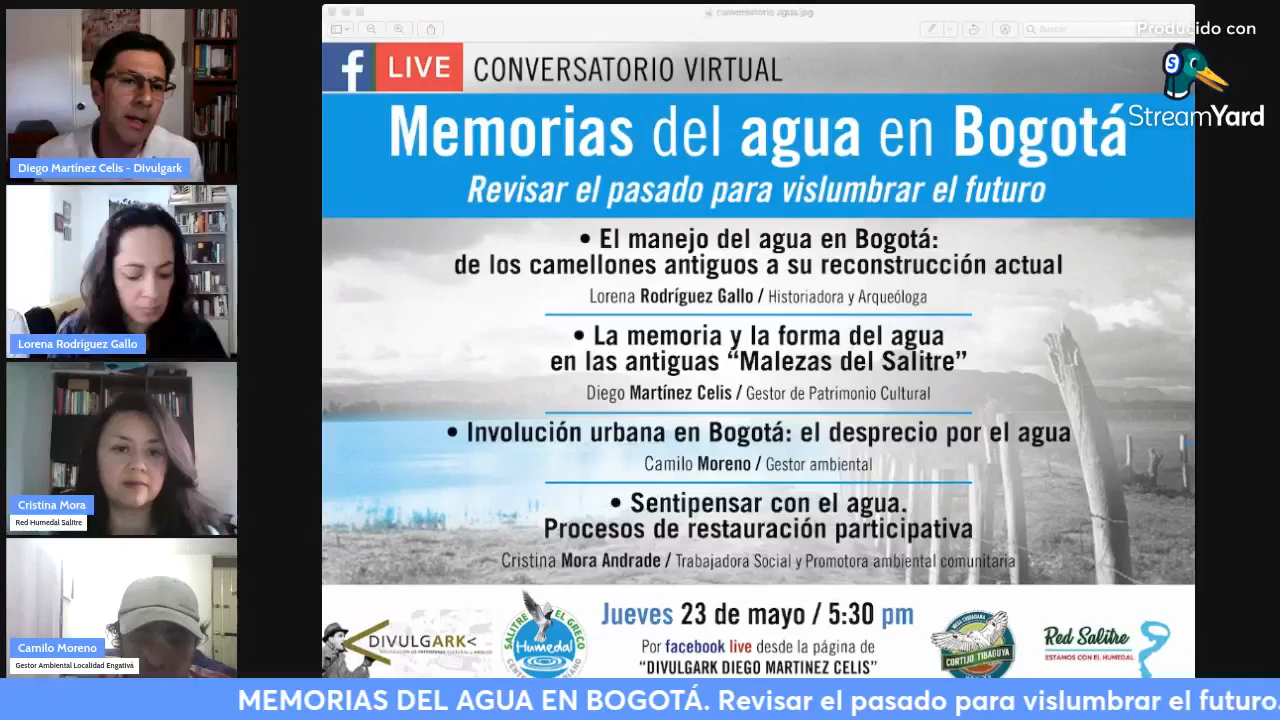 conversatorio agua.jpg
Buscar
Producido con
StreamYard
f LIVE CONVERSATORIO VIRTUAL
Memorias del agua en Bogotá
Revisar el pasado para vislumbrar el futuro
• El manejo del agua en Bogotá:
de los camellones antiguos a su reconstrucción actual
Lorena Rodríguez Gallo / Historiadora y Arqueóloga
• La memoria y la forma del agua
en las antiguas “Malezas del Salitre”
Diego Martínez Celis / Gestor de Patrimonio Cultural
• Involución urbana en Bogotá: el desprecio por el agua
Camilo Moreno / Gestor ambiental
• Sentipensar con el agua.
Procesos de restauración participativa
Cristina Mora Andrade / Trabajadora Social y Promotora ambiental comunitaria
Jueves 23 de mayo / 5:30 pm
Por facebook live desde la página de
“DIVULGARK DIEGO MARTINEZ CELIS”
DIVULGARK
SALITRE EL GRECO
Humedal
MESA CIUDADANA
CORTIJO TIBAGUYA
Red Salitre
ESTAMOS CON EL HUMEDAL
Diego Martínez Celis - Divulgark
Lorena Rodríguez Gallo
Cristina Mora
Red Humedal Salitre
Camilo Moreno
Gestor Ambiental Localidad Engativá
MEMORIAS DEL AGUA EN BOGOTÁ. Revisar el pasado para vislumbrar el futuro.